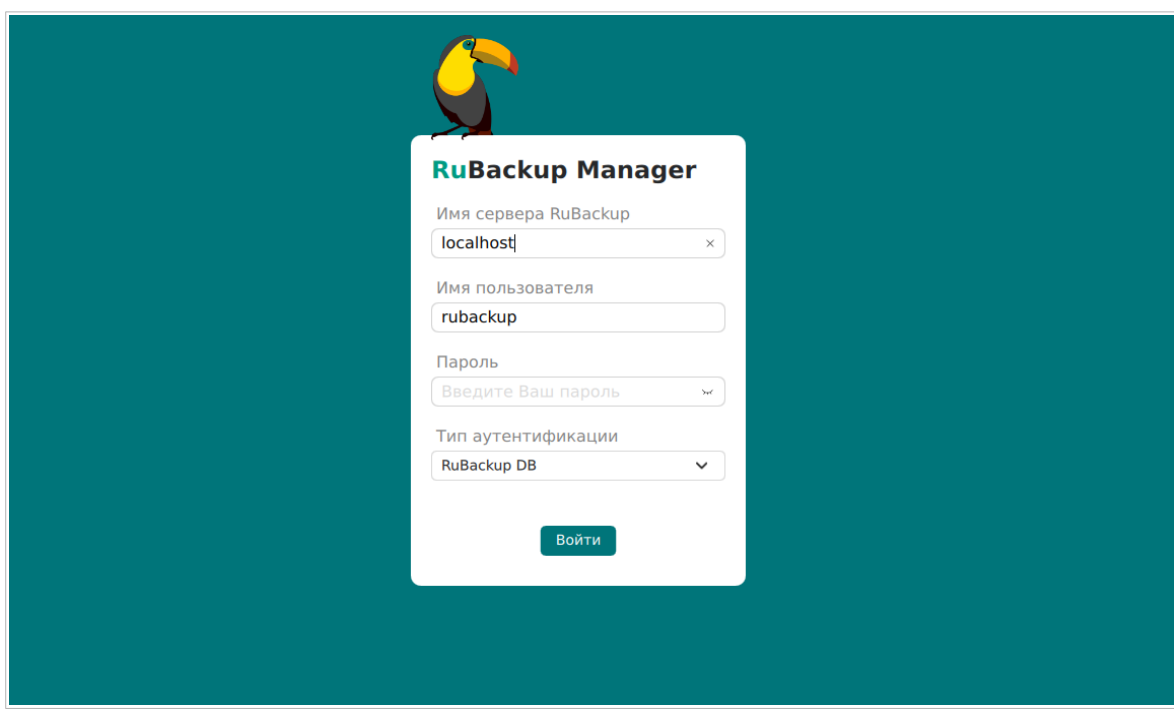 RuBackup Manager
Имя сервера RuBackup
localhost
Имя пользователя
rubackup
Пароль
Введите Ваш пароль
Тип аутентификации
RuBackup DB
Войти